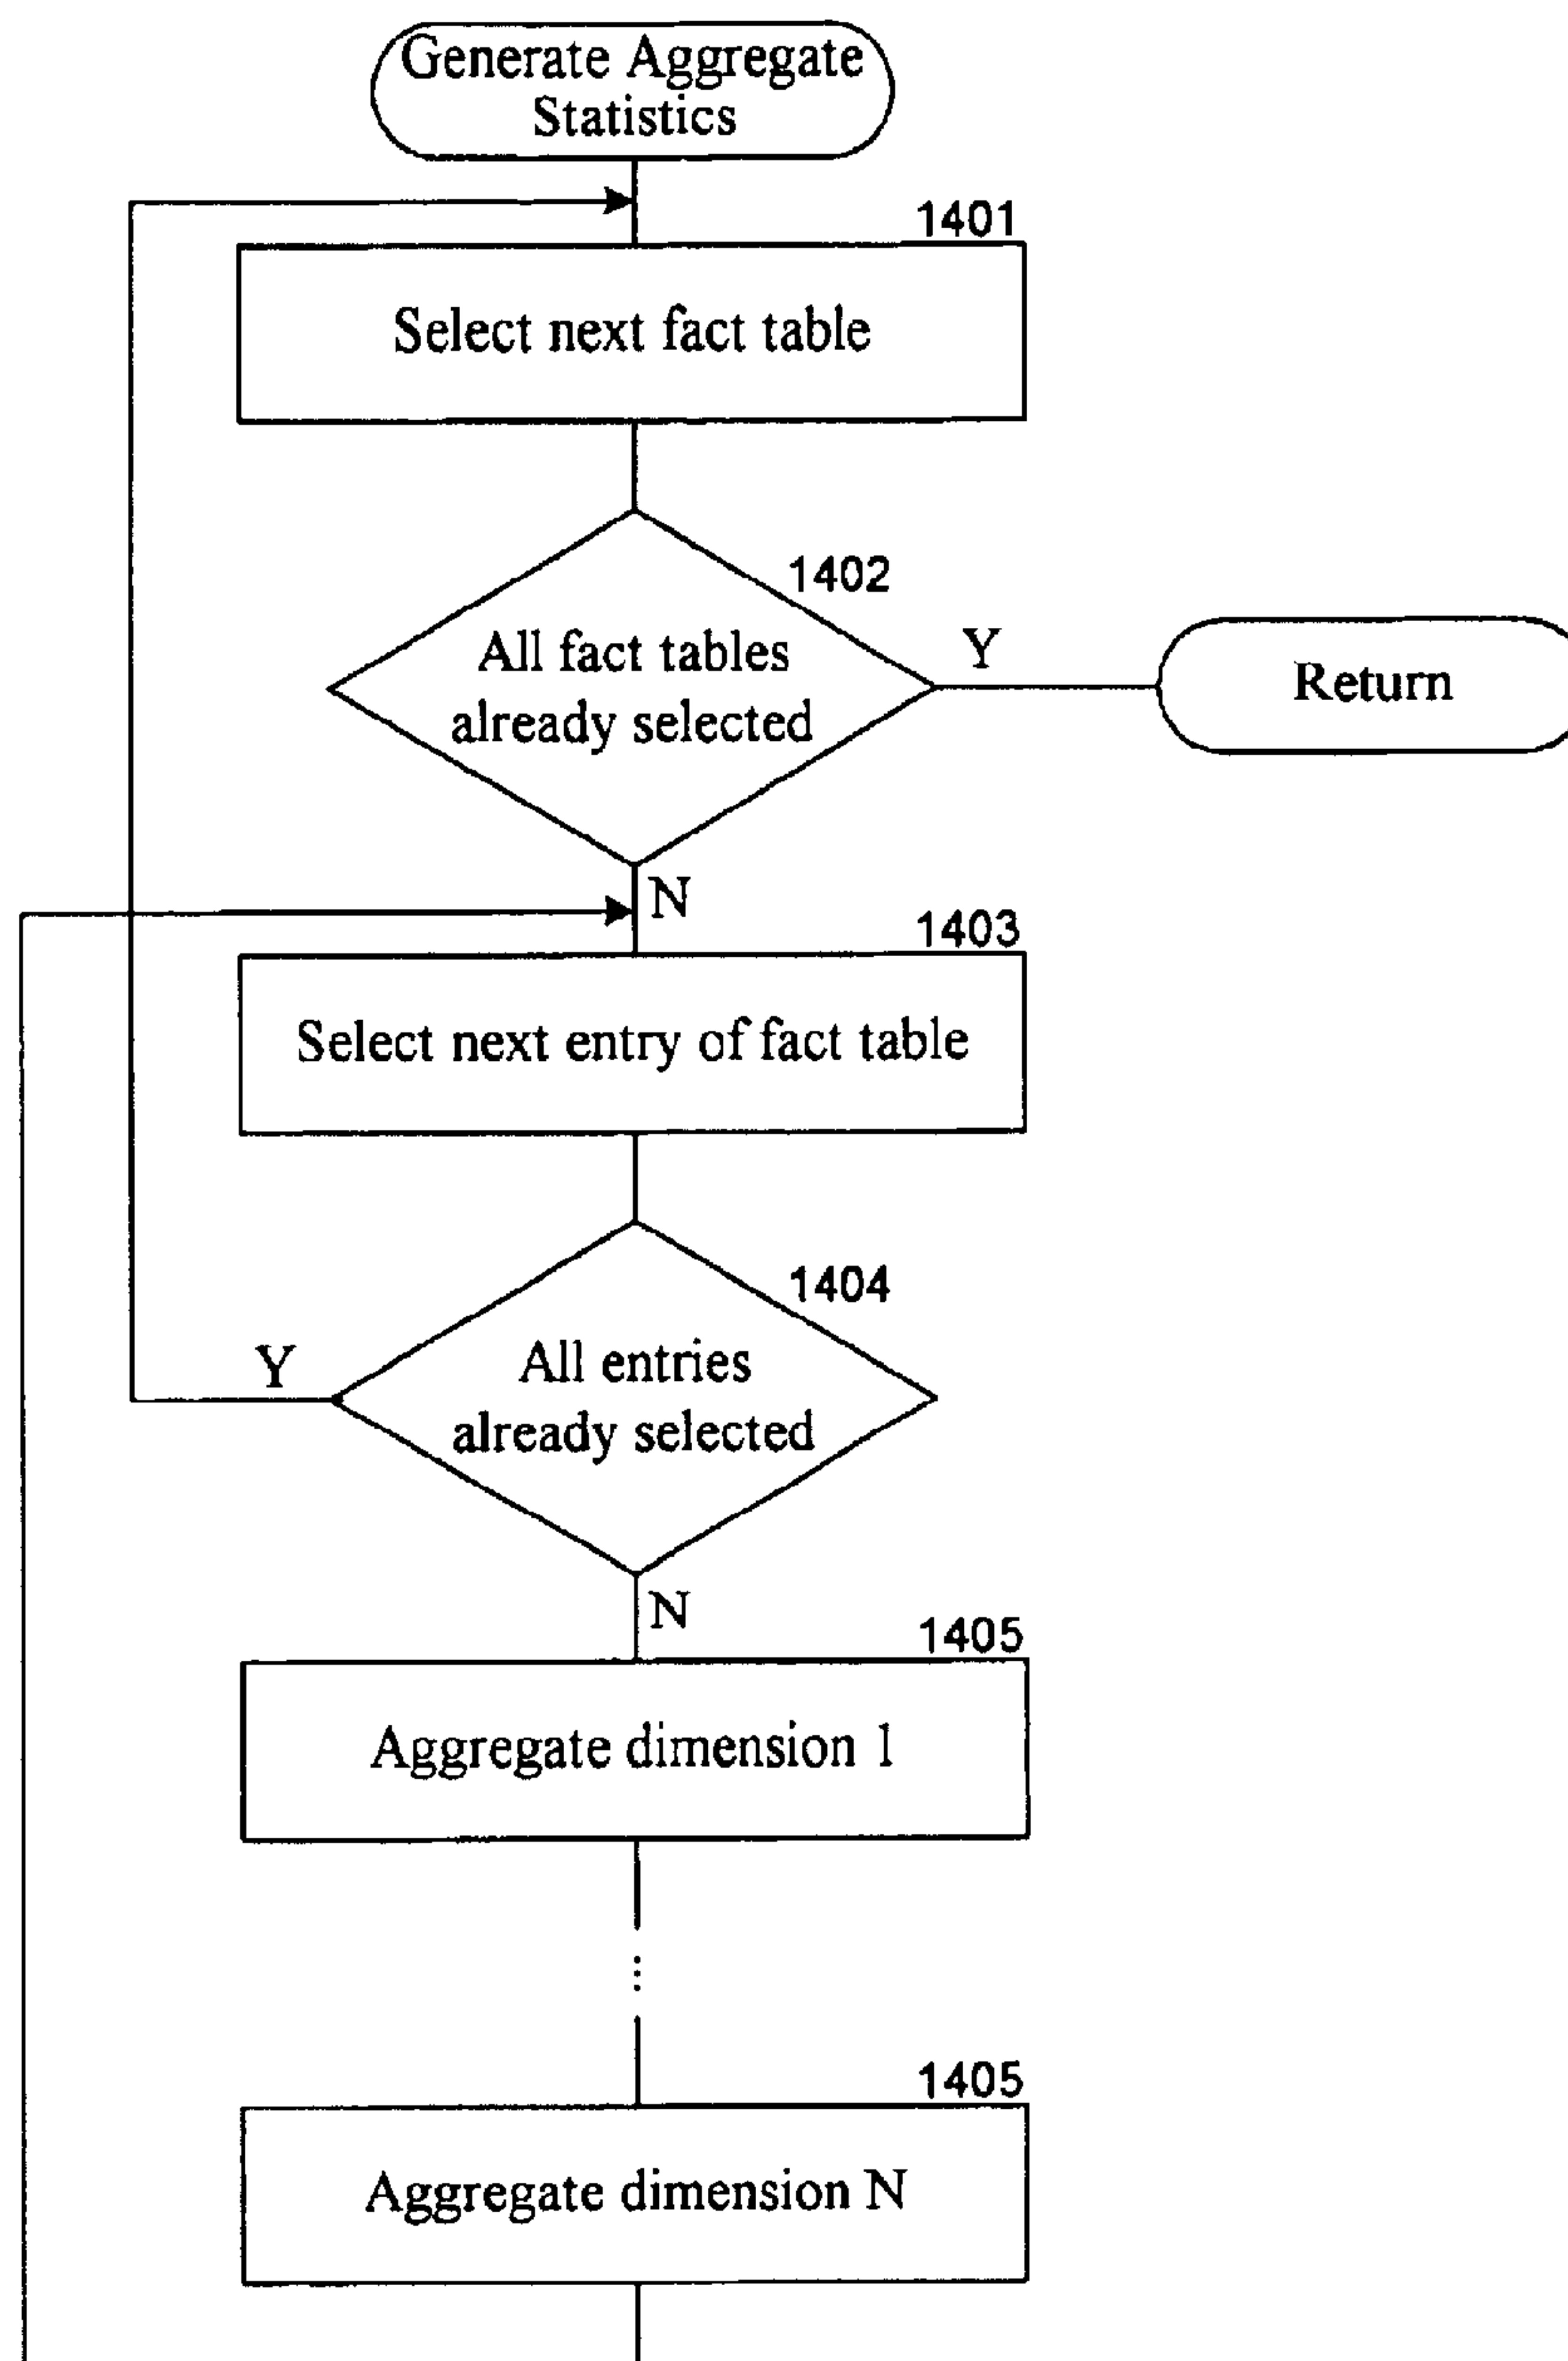 Generate Aggregate
Statistics
1401
Select next fact table
1402
All fact tables
already selected
Y
Return
N
1403
Select next entry of fact table
1404
Y
All entries
already selected
N
1405
Aggregate dimension 1
...
1405
Aggregate dimension N